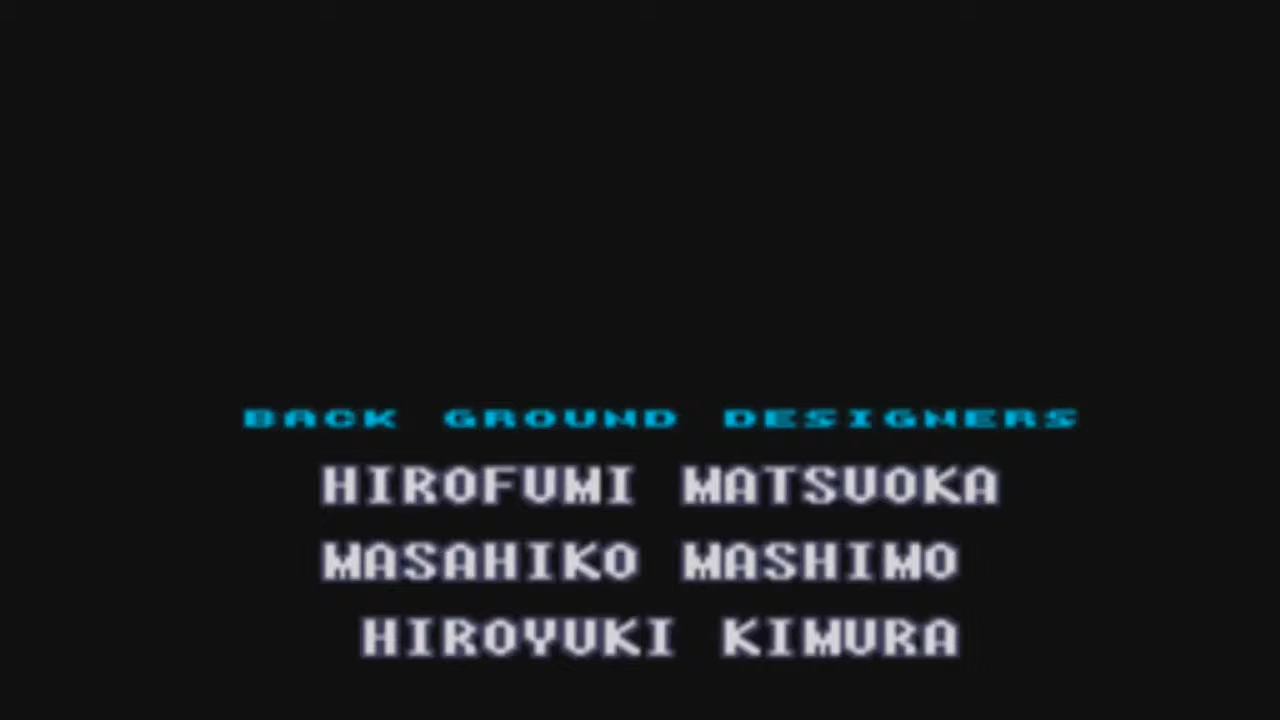 BACK GROUND DESIGNERS
HIROFUMI MATSUOKA
MASAHIKO MASHIMO
HIROYUKI KIMURA